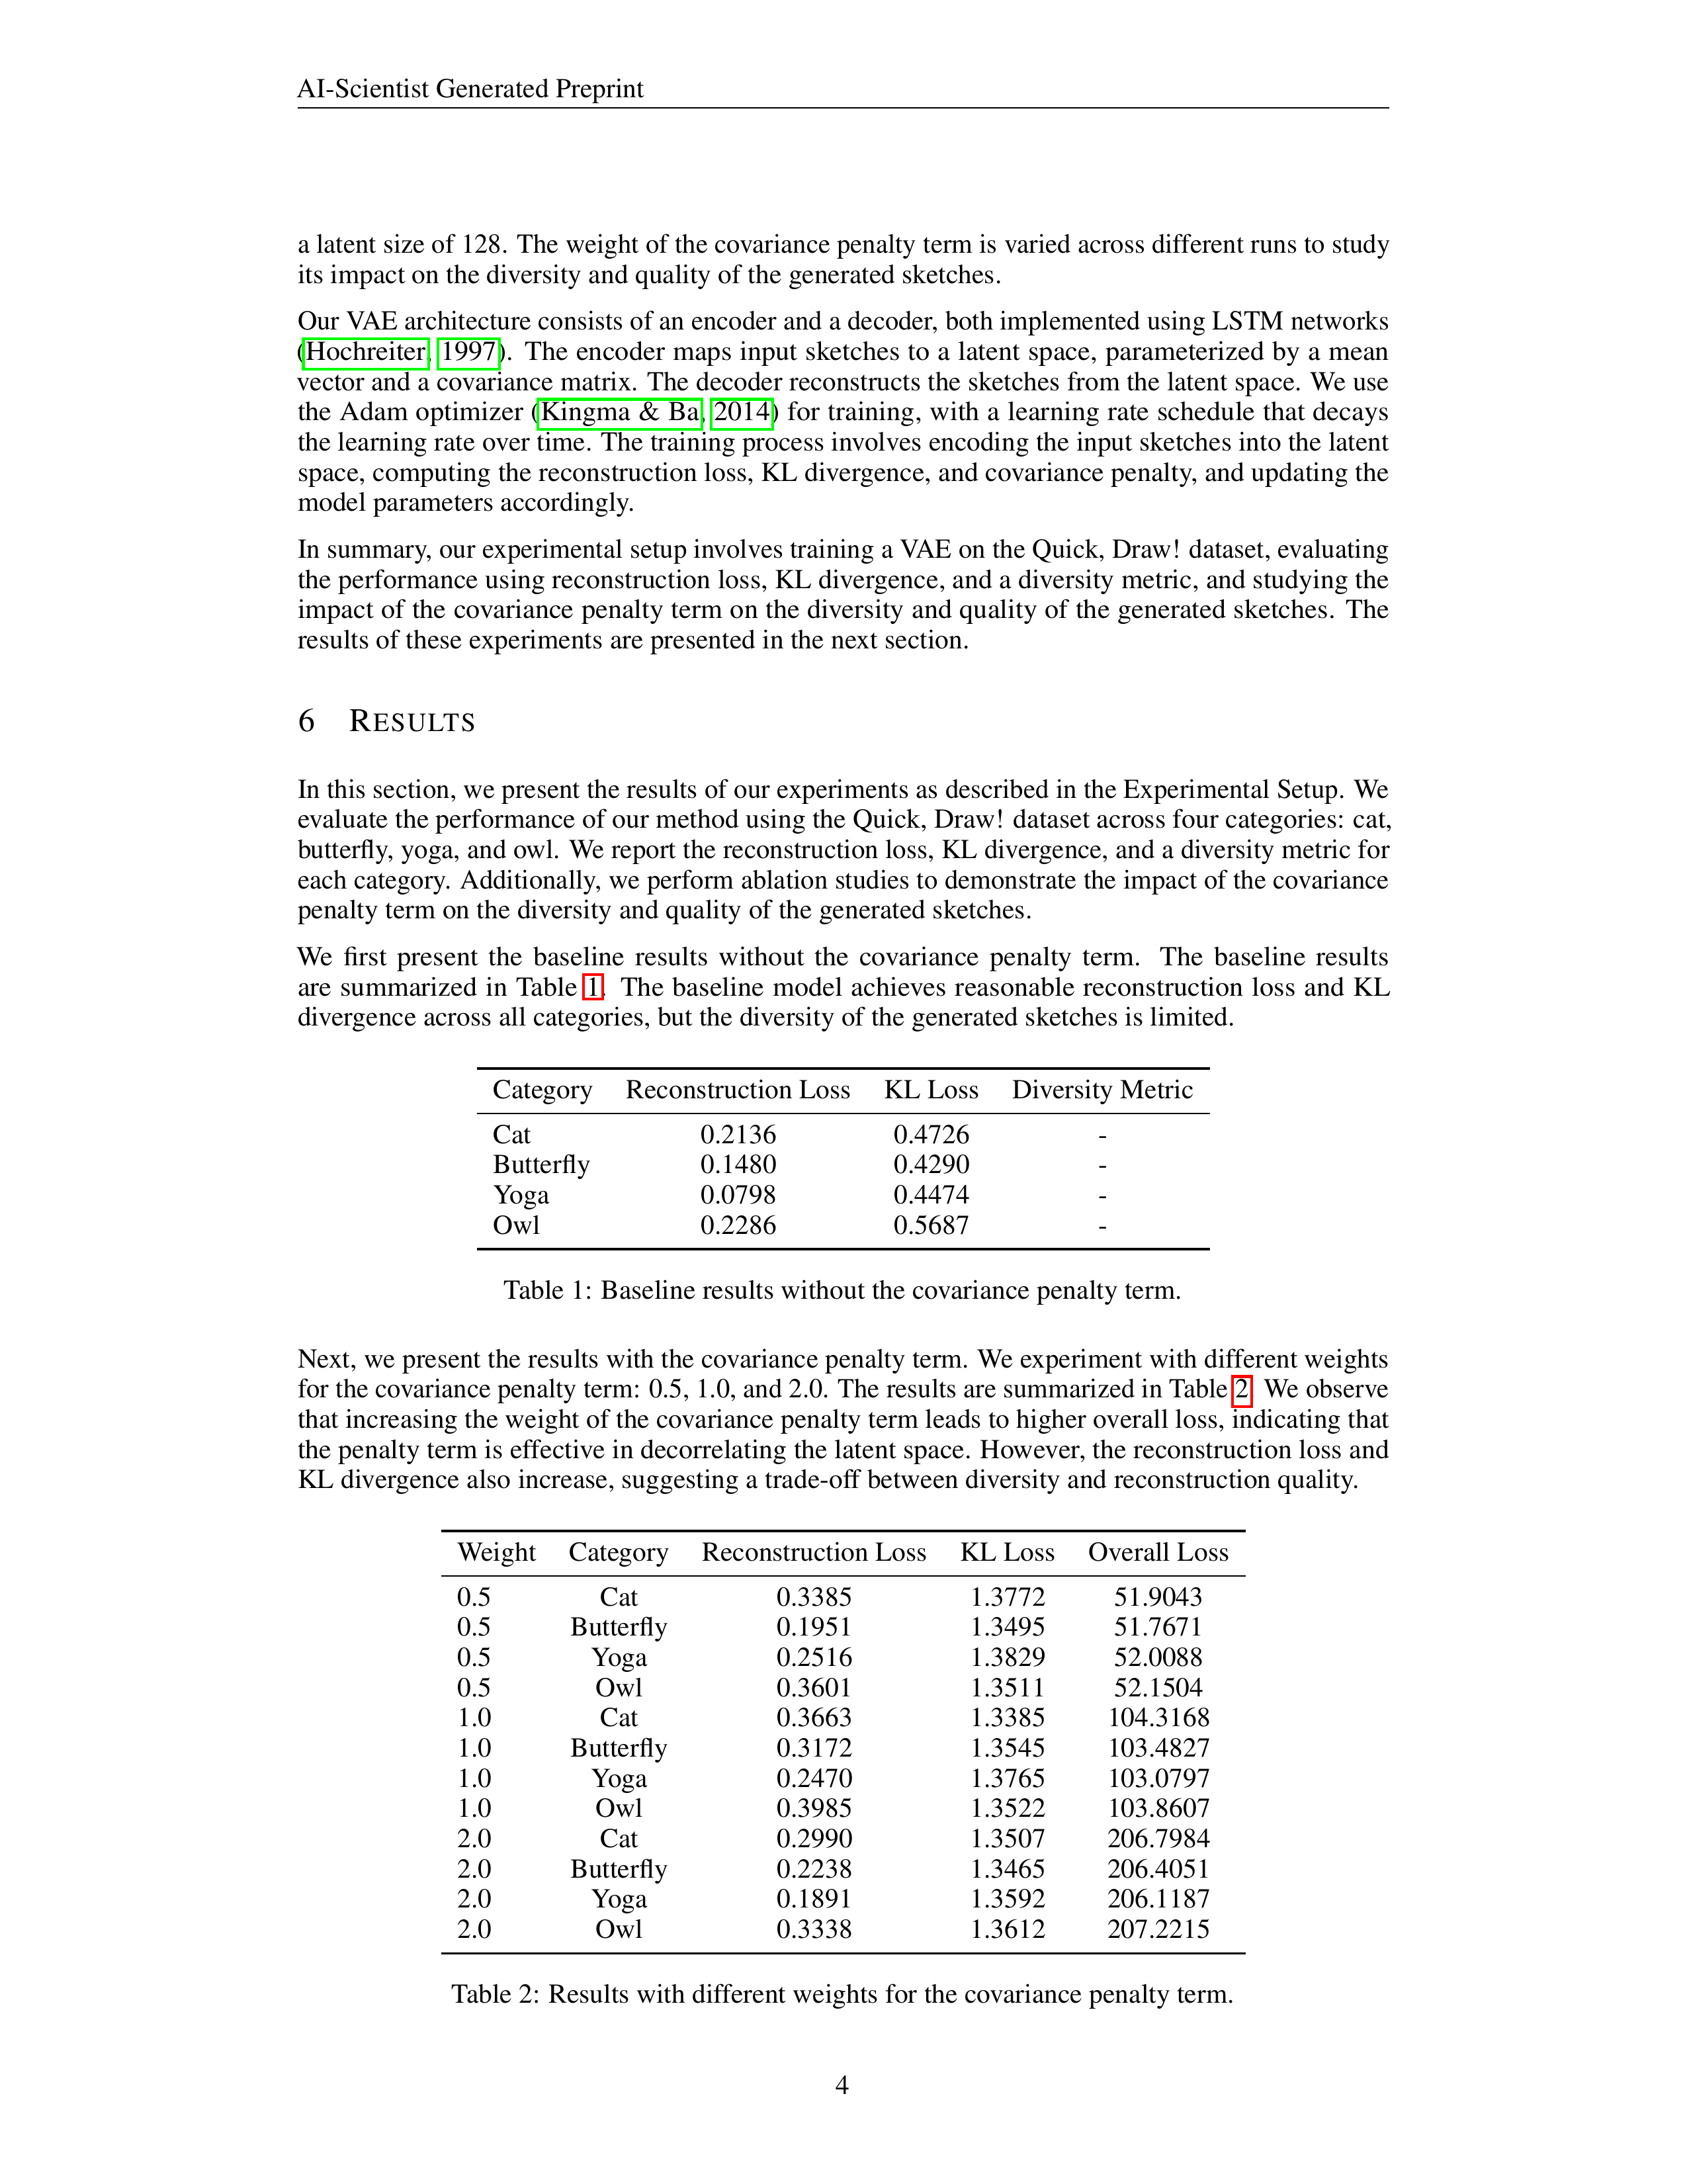 AI-Scientist Generated Preprint
a latent size of 128. The weight of the covariance penalty term is varied across different runs to study
its impact on the diversity and quality of the generated sketches.
Our VAE architecture consists of an encoder and a decoder, both implemented using LSTM networks
(Hochreiter, 1997). The encoder maps input sketches to a latent space, parameterized by a mean
vector and a covariance matrix. The decoder reconstructs the sketches from the latent space. We use
the Adam optimizer (Kingma & Ba, 2014) for training, with a learning rate schedule that decays
the learning rate over time. The training process involves encoding the input sketches into the latent
space, computing the reconstruction loss, KL divergence, and covariance penalty, and updating the
model parameters accordingly.
In summary, our experimental setup involves training a VAE on the Quick, Draw! dataset, evaluating
the performance using reconstruction loss, KL divergence, and a diversity metric, and studying the
impact of the covariance penalty term on the diversity and quality of the generated sketches. The
results of these experiments are presented in the next section.
6 RESULTS
In this section, we present the results of our experiments as described in the Experimental Setup. We
evaluate the performance of our method using the Quick, Draw! dataset across four categories: cat,
butterfly, yoga, and owl. We report the reconstruction loss, KL divergence, and a diversity metric for
each category. Additionally, we perform ablation studies to demonstrate the impact of the covariance
penalty term on the diversity and quality of the generated sketches.
We first present the baseline results without the covariance penalty term. The baseline results
are summarized in Table 1. The baseline model achieves reasonable reconstruction loss and KL
divergence across all categories, but the diversity of the generated sketches is limited.
Category Reconstruction Loss KL Loss Diversity Metric
Cat 0.2136 0.4726 -
Butterfly 0.1480 0.4290 -
Yoga 0.0798 0.4474 -
Owl 0.2286 0.5687 -
Table 1: Baseline results without the covariance penalty term.
Next, we present the results with the covariance penalty term. We experiment with different weights
for the covariance penalty term: 0.5, 1.0, and 2.0. The results are summarized in Table 2. We observe
that increasing the weight of the covariance penalty term leads to higher overall loss, indicating that
the penalty term is effective in decorrelating the latent space. However, the reconstruction loss and
KL divergence also increase, suggesting a trade-off between diversity and reconstruction quality.
Weight Category Reconstruction Loss KL Loss Overall Loss
0.5 Cat 0.3385 1.3772 51.9043
0.5 Butterfly 0.1951 1.3495 51.7671
0.5 Yoga 0.2516 1.3829 52.0088
0.5 Owl 0.3601 1.3511 52.1504
1.0 Cat 0.3663 1.3385 104.3168
1.0 Butterfly 0.3172 1.3545 103.4827
1.0 Yoga 0.2470 1.3765 103.0797
1.0 Owl 0.3985 1.3522 103.8607
2.0 Cat 0.2990 1.3507 206.7984
2.0 Butterfly 0.2238 1.3465 206.4051
2.0 Yoga 0.1891 1.3592 206.1187
2.0 Owl 0.3338 1.3612 207.2215
Table 2: Results with different weights for the covariance penalty term.
4